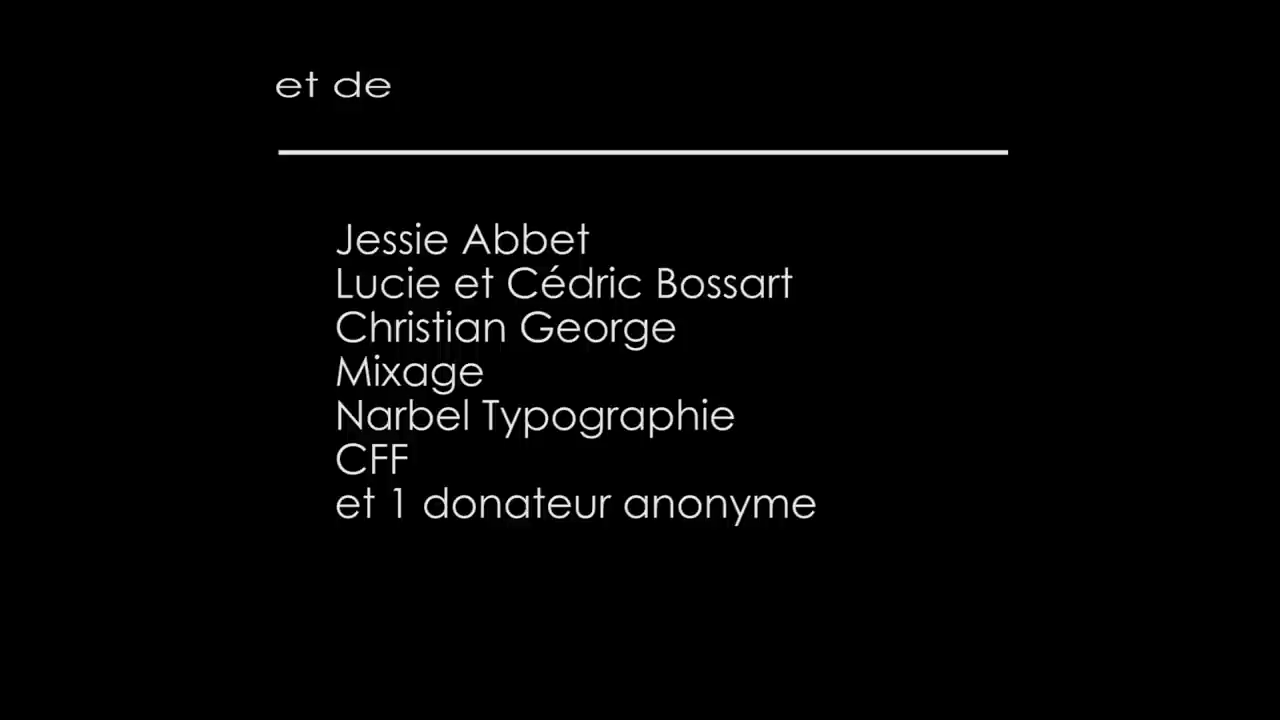 et de
Jessie Abbet
Lucie et Cédric Bossart
Christian George
Mixage
Narbel Typographie
CFF
et 1 donateur anonyme